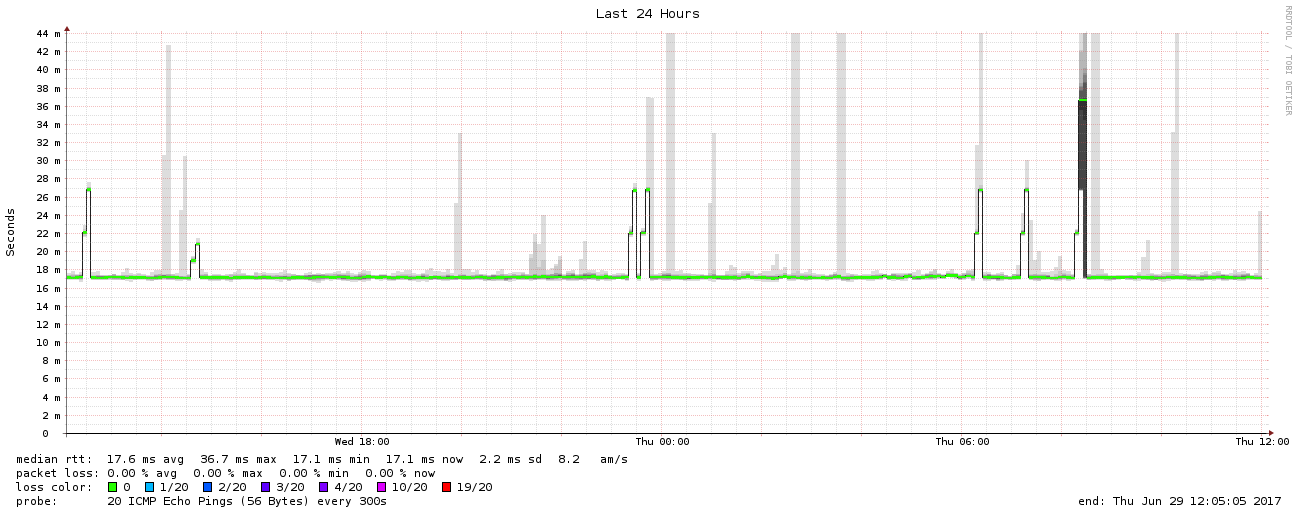 Last 24 Hours
RRDTOOL / TOBI OETIKER
Seconds
44 m
42 m
40 m
38 m
36 m
34 m
32 m
30 m
28 m
26 m
24 m
22 m
20 m
18 m
16 m
14 m
12 m
10 m
8 m
6 m
4 m
2 m
0
Wed 18:00 Thu 00:00 Thu 06:00 Thu 12:00
median rtt: 17.6 ms avg 36.7 ms max 17.1 ms min 17.1 ms now 2.2 ms sd 8.2 am/s
packet loss: 0.00 % avg 0.00 % max 0.00 % min 0.00 % now
loss color: 0 1/20 2/20 3/20 4/20 10/20 19/20
probe: 20 ICMP Echo Pings (56 Bytes) every 300s end: Thu Jun 29 12:05:05 2017